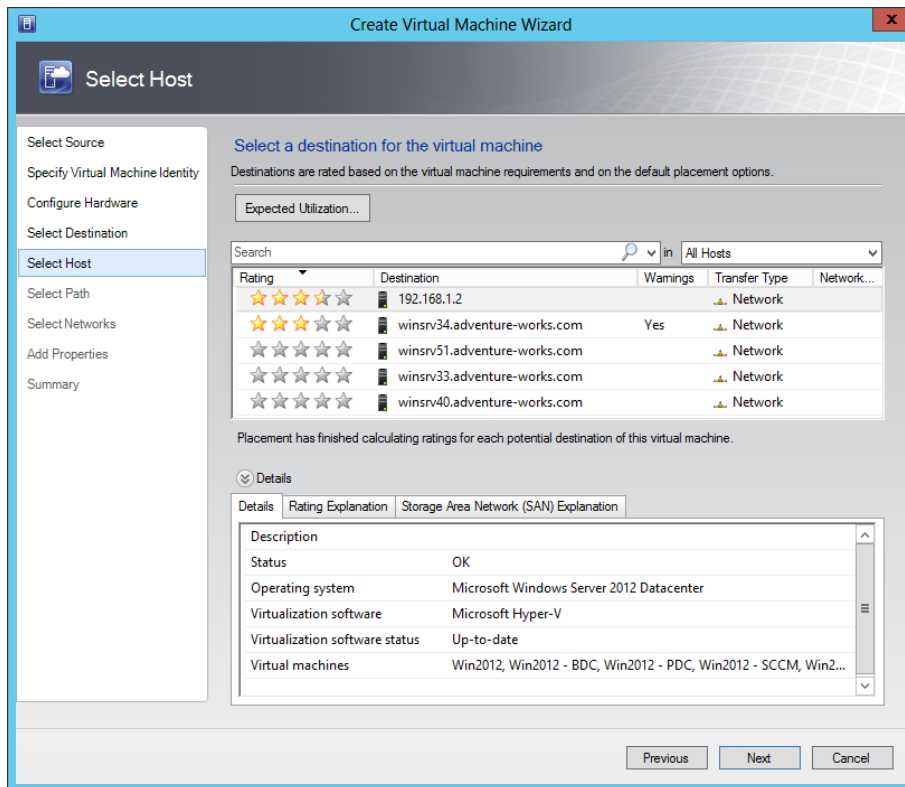 Create Virtual Machine Wizard
x
Select Host
Select Source
Specify Virtual Machine Identity
Configure Hardware
Select Destination
Select Host
Select Path
Select Networks
Add Properties
Summary
Select a destination for the virtual machine
Destinations are rated based on the virtual machine requirements and on the default placement options.
Expected Utilization...
Search in All Hosts
Rating Destination Warnings Transfer Type Network...
192.168.1.2 Network
winsrv34.adventure-works.com Yes Network
winsrv51.adventure-works.com Network
winsrv33.adventure-works.com Network
winsrv40.adventure-works.com Network
Placement has finished calculating ratings for each potential destination of this virtual machine.
Details
Details Rating Explanation Storage Area Network (SAN) Explanation
Description
Status OK
Operating system Microsoft Windows Server 2012 Datacenter
Virtualization software Microsoft Hyper-V
Virtualization software status Up-to-date
Virtual machines Win2012, Win2012 - BDC, Win2012 - PDC, Win2012 - SCCM, Win2...
Previous Next Cancel